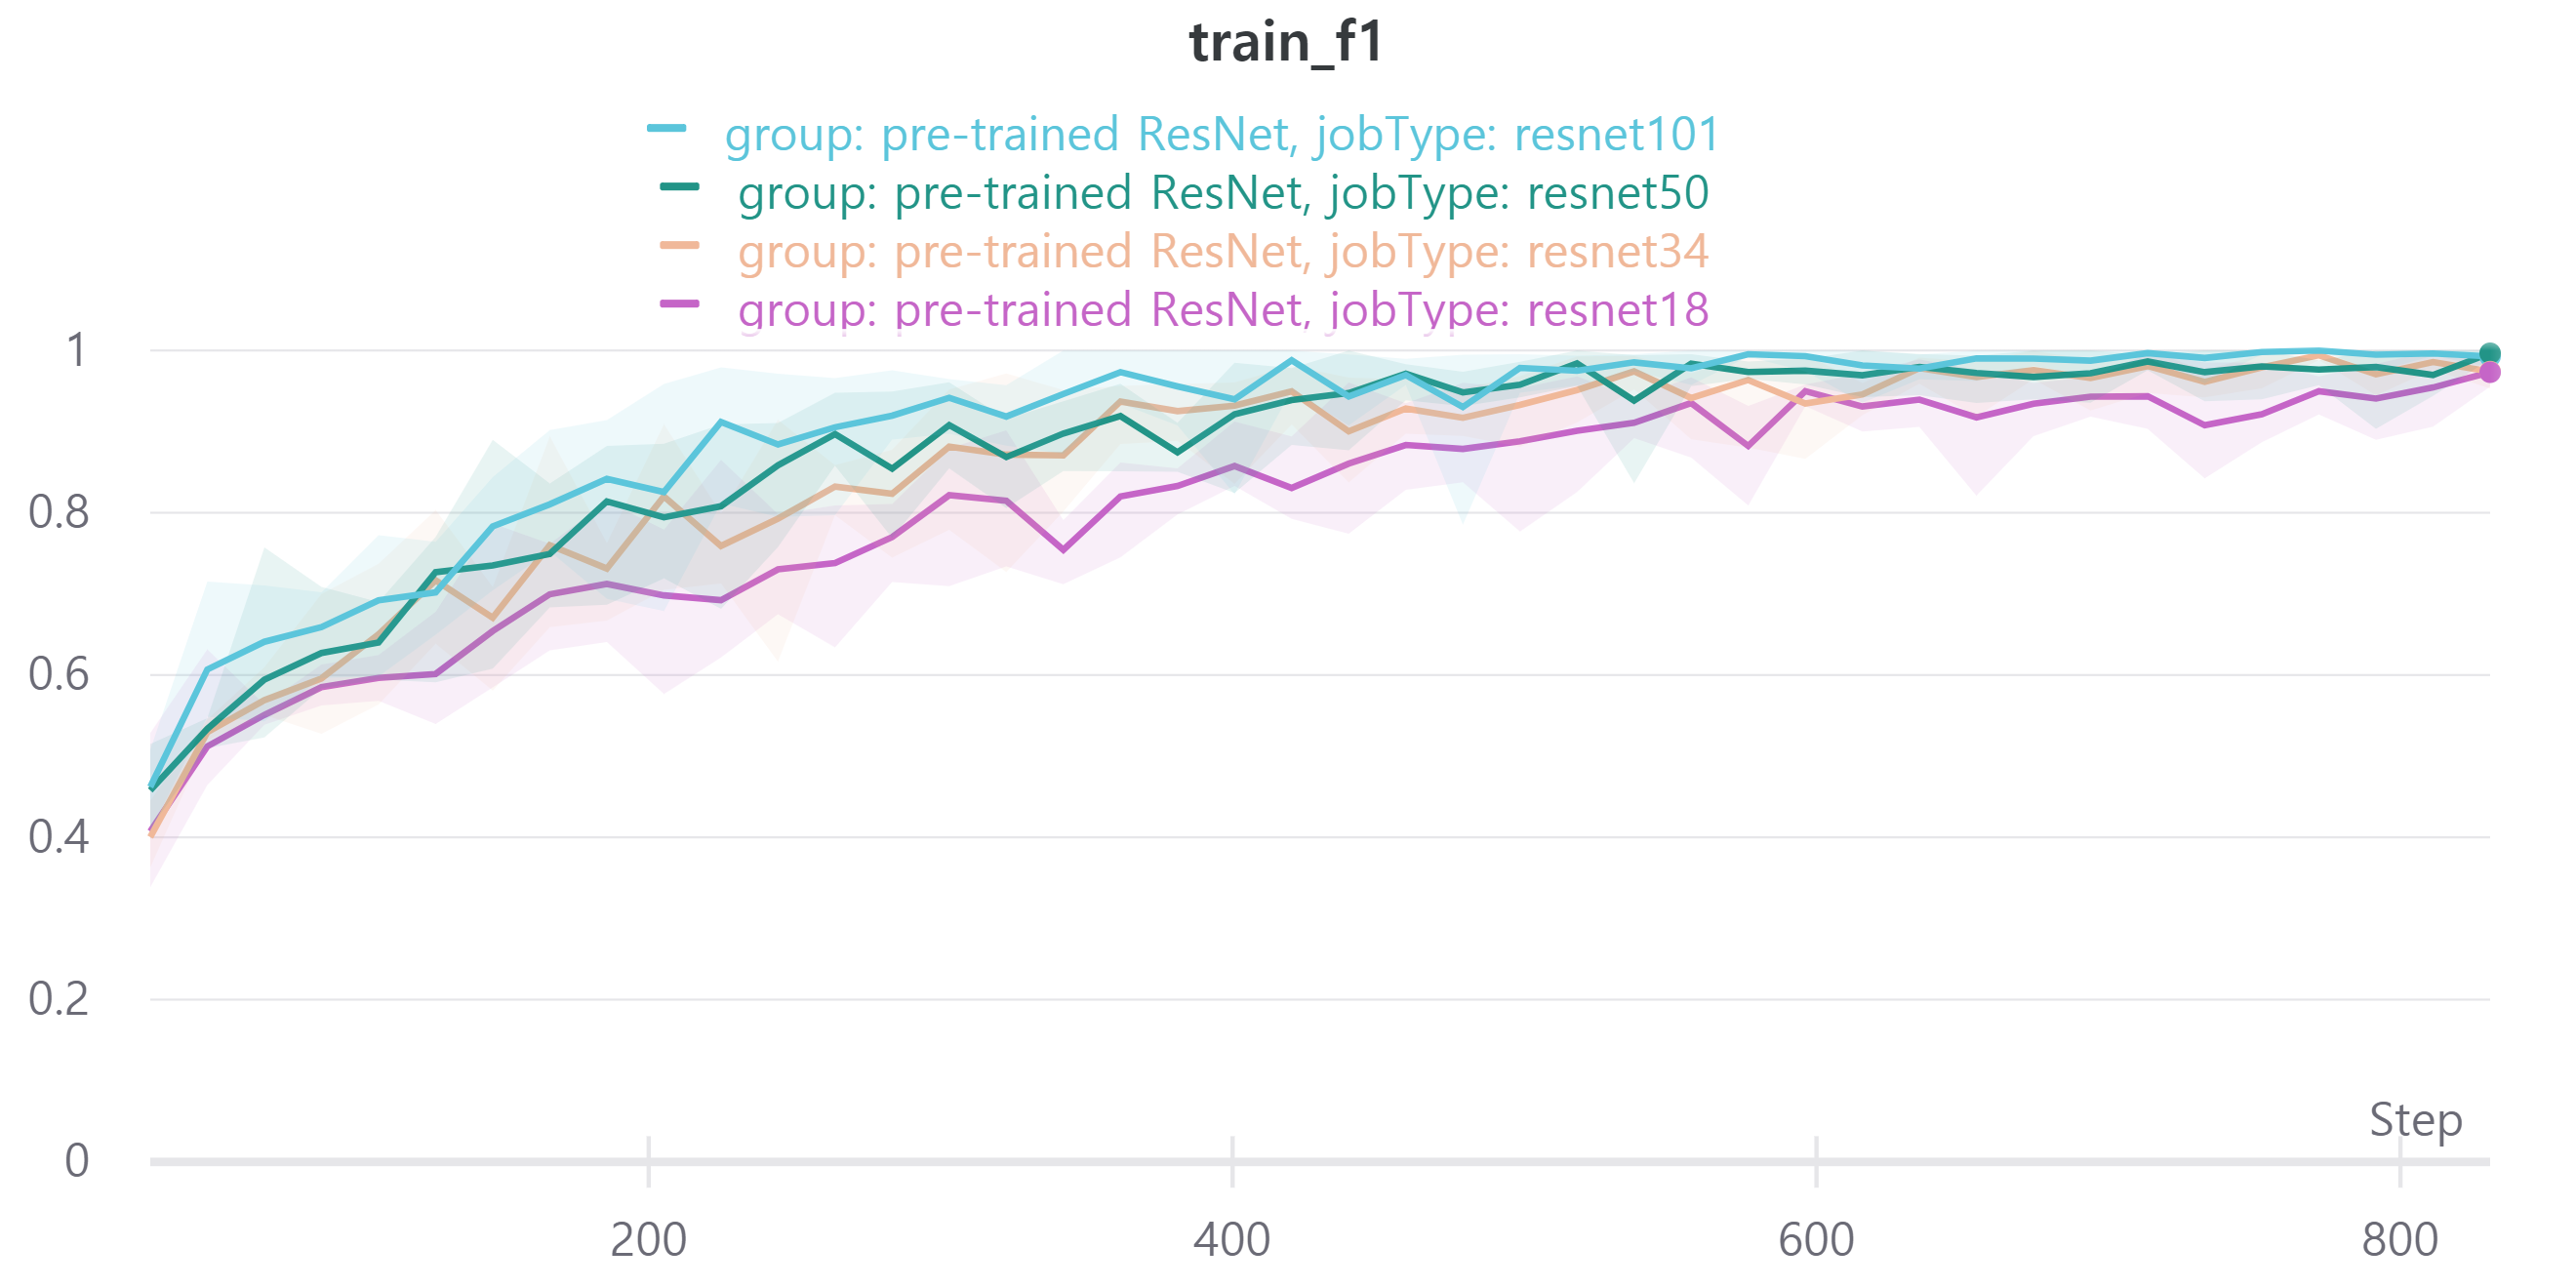 train_f1
group: pre-trained ResNet, jobType: resnet101
group: pre-trained ResNet, jobType: resnet50
group: pre-trained ResNet, jobType: resnet34
group: pre-trained ResNet, jobType: resnet18
1
0.8
0.6
0.4
0.2
0
Step
200 400 600 800